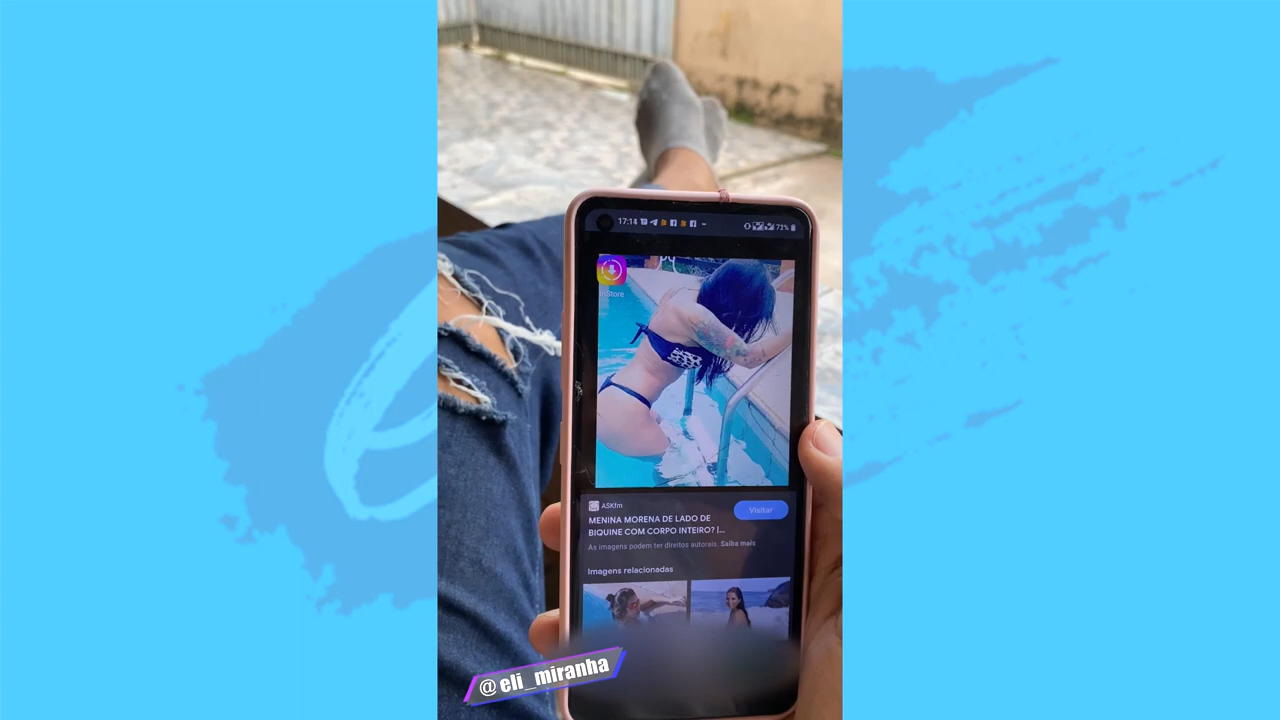 17:14
71%
InStore
ASKfm
Visitar
MENINA MORENA DE LADO DE
BIQUINE COM CORPO INTEIRO? |...
As imagens podem ter direitos autorais. Saiba mais
Imagens relacionadas
@eli_miranha